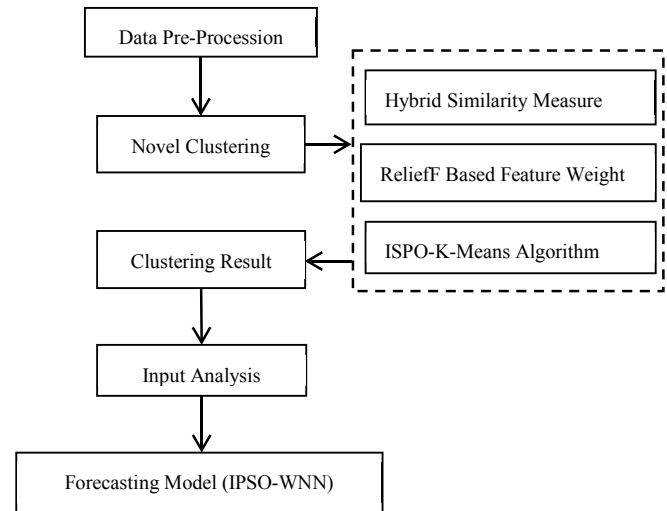 Data Pre-Procession
Novel Clustering
Hybrid Similarity Measure
ReliefF Based Feature Weight
ISPO-K-Means Algorithm
Clustering Result
Input Analysis
Forecasting Model (IPSO-WNN)